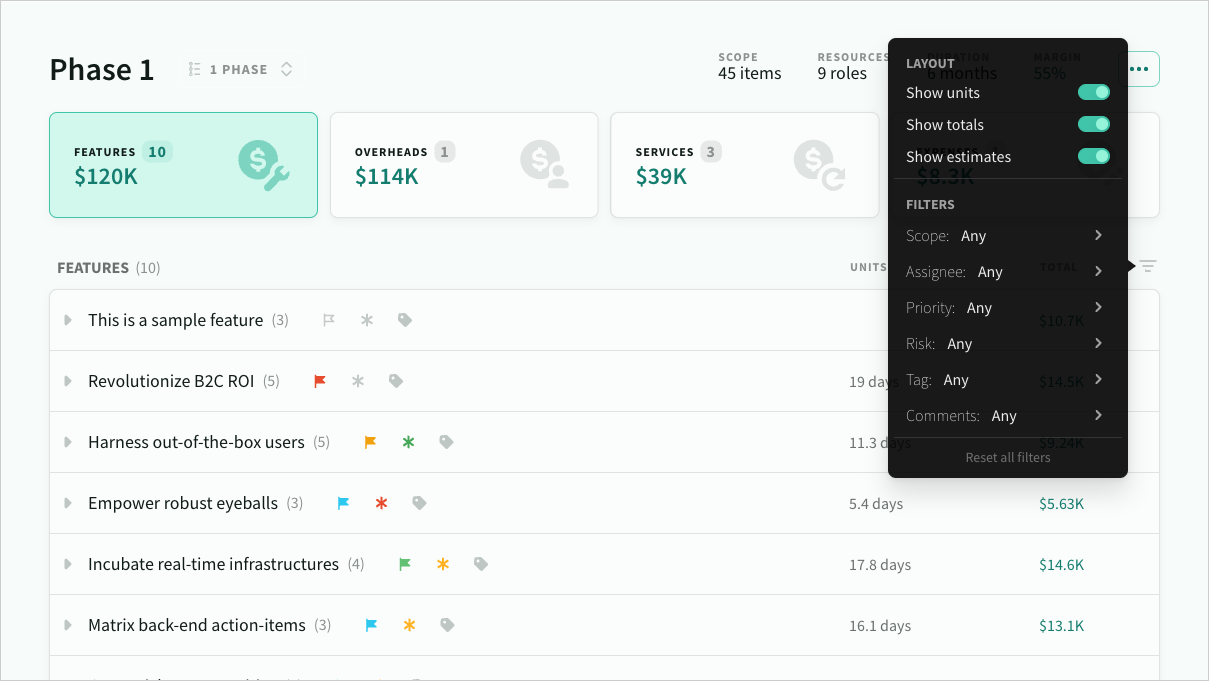 Phase 1
1 PHASE
SCOPE
45 items
RESOURCES
9 roles
DURATION
6 months
MARGIN
55%
FEATURES 10
$120K
OVERHEADS 1
$114K
SERVICES 3
$39K
EXPENSES
$8.3K
LAYOUT
Show units
Show totals
Show estimates
FILTERS
Scope: Any
Assignee: Any
Priority: Any
Risk: Any
Tag: Any
Comments: Any
Reset all filters
FEATURES (10)
UNITS
TOTAL
This is a sample feature (3)
$10.7K
Revolutionize B2C ROI (5)
19 days
$14.5K
Harness out-of-the-box users (5)
11.3 days
$9.24K
Empower robust eyeballs (3)
5.4 days
$5.63K
Incubate real-time infrastructures (4)
17.8 days
$14.6K
Matrix back-end action-items (3)
16.1 days
$13.1K